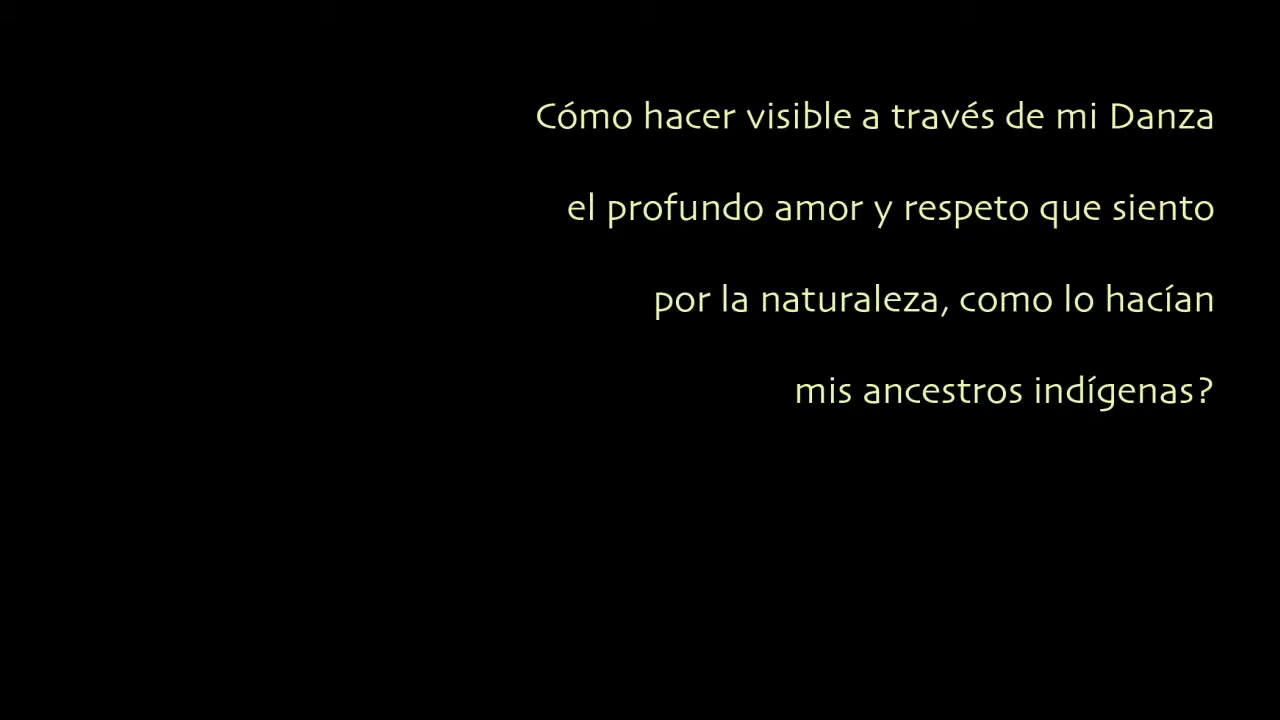 Cómo hacer visible a través de mi Danza
el profundo amor y respeto que siento
por la naturaleza, como lo hacían
mis ancestros indígenas?